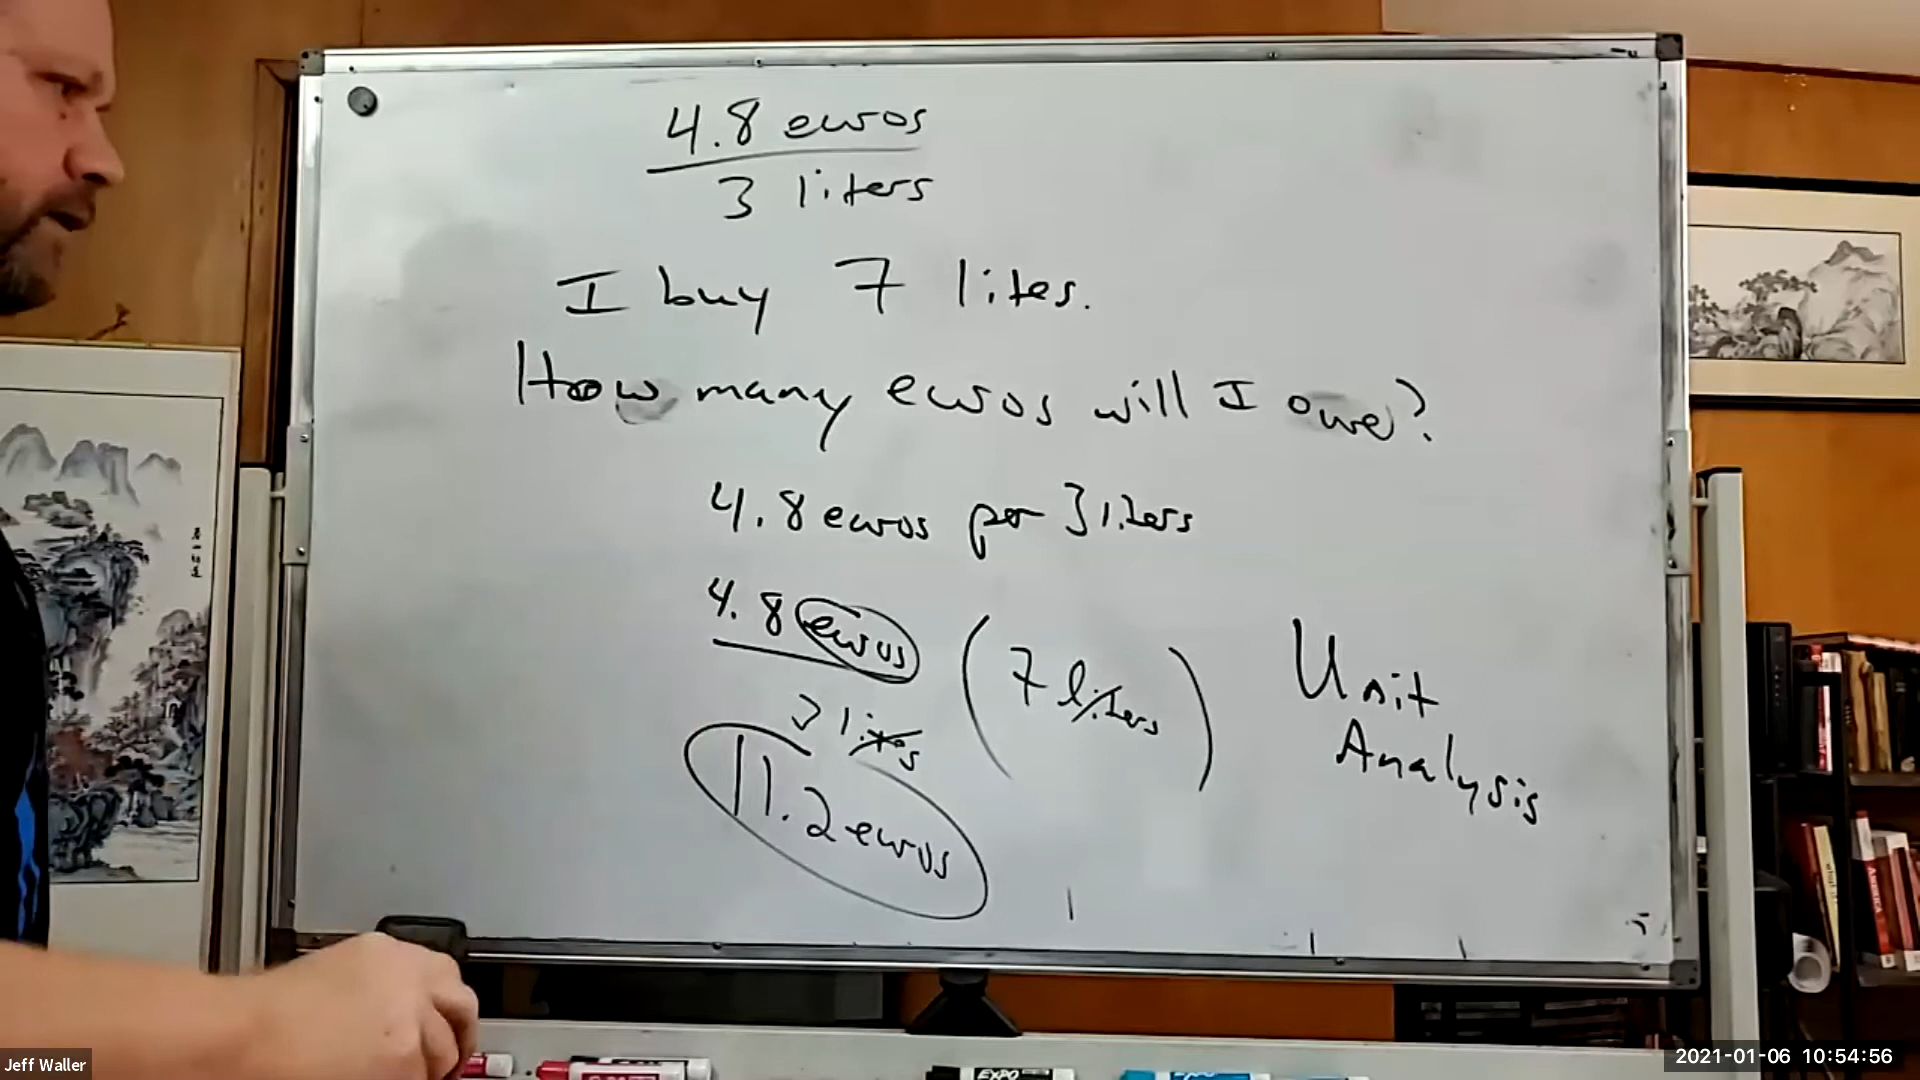 4.8 euros
3 liters
I buy 7 liters.
How many euros will I owe?
4.8 euros per 3 liters
4.8 euros (7 liters)
3 liters
11.2 euros
Unit
Analysis
Jeff Waller
EXPO
2021-01-06 10:54:56